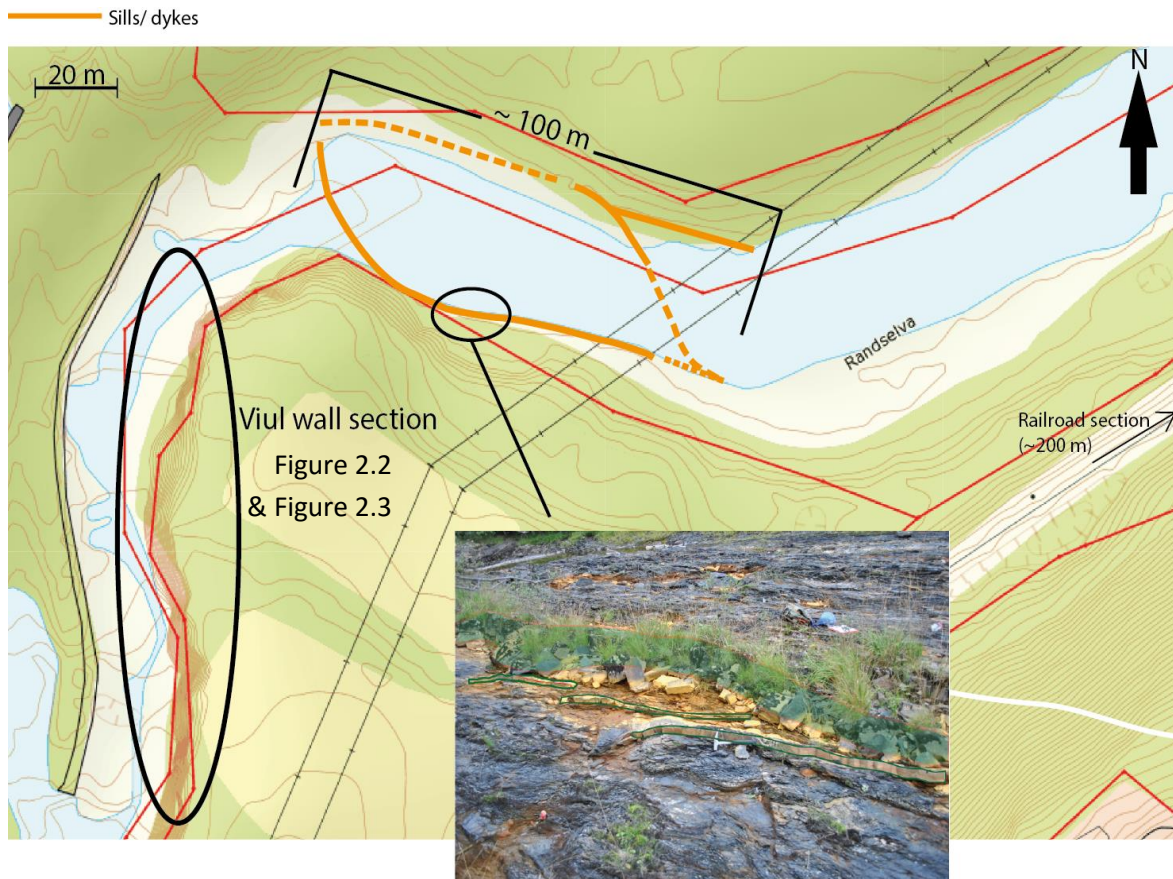 Sills/ dykes
20 m
~ 100 m
N
Randselva
Viul wall section
Figure 2.2
& Figure 2.3
Railroad section
(~200 m)